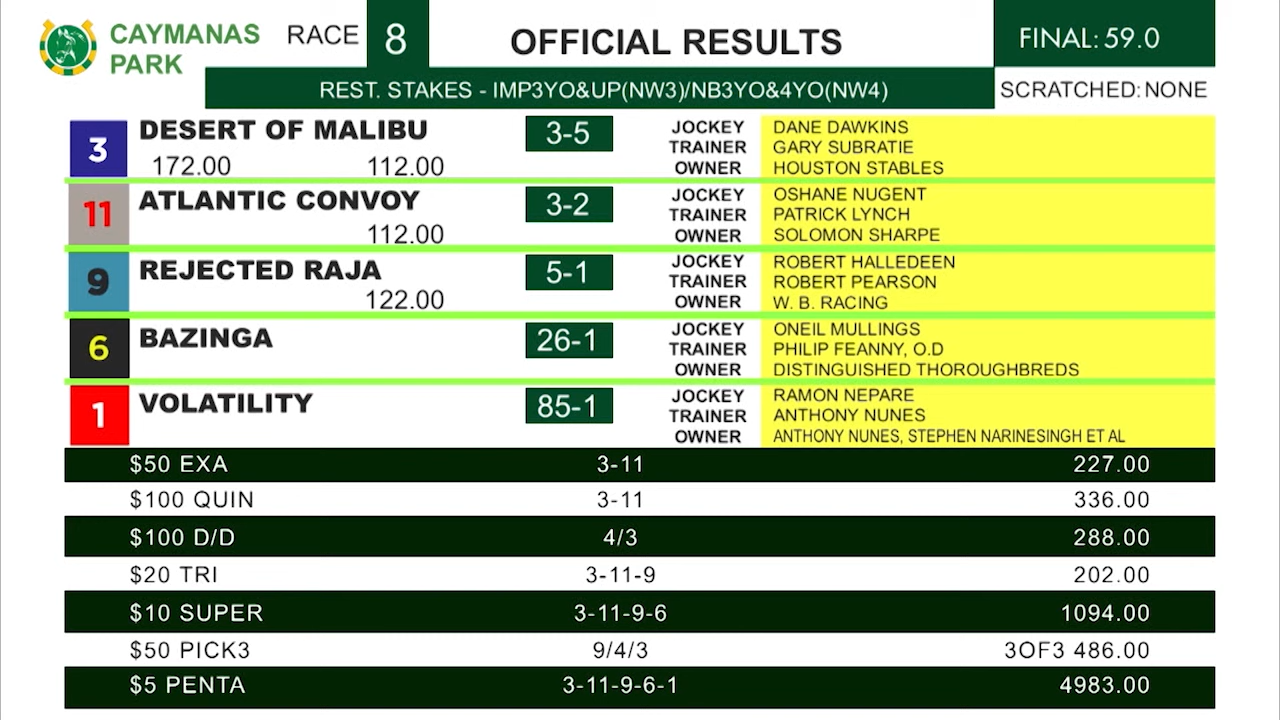 CAYMANAS PARK RACE 8 OFFICIAL RESULTS FINAL: 59.0
REST. STAKES - IMP3YO&UP(NW3)/NB3YO&4YO(NW4) SCRATCHED: NONE
3 DESERT OF MALIBU 3-5 JOCKEY DANE DAWKINS
TRAINER GARY SUBRATIE
172.00 112.00 OWNER HOUSTON STABLES
11 ATLANTIC CONVOY 3-2 JOCKEY OSHANE NUGENT
TRAINER PATRICK LYNCH
112.00 OWNER SOLOMON SHARPE
9 REJECTED RAJA 5-1 JOCKEY ROBERT HALLEDEEN
TRAINER ROBERT PEARSON
122.00 OWNER W. B. RACING
6 BAZINGA 26-1 JOCKEY ONEIL MULLINGS
TRAINER PHILIP FEANNY, O.D
OWNER DISTINGUISHED THOROUGHBREDS
1 VOLATILITY 85-1 JOCKEY RAMON NEPARE
TRAINER ANTHONY NUNES
OWNER ANTHONY NUNES, STEPHEN NARINESINGH ET AL
$50 EXA 3-11 227.00
$100 QUIN 3-11 336.00
$100 D/D 4/3 288.00
$20 TRI 3-11-9 202.00
$10 SUPER 3-11-9-6 1094.00
$50 PICK3 9/4/3 3OF3 486.00
$5 PENTA 3-11-9-6-1 4983.00